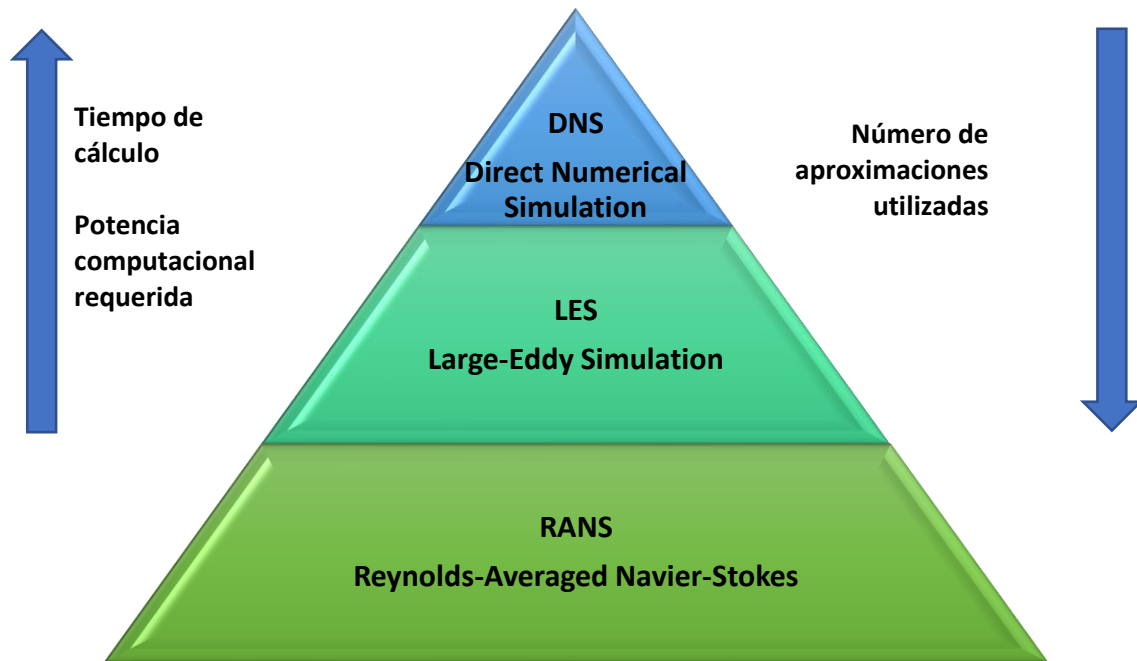 Tiempo de
cálculo
Potencia
computacional
requerida
DNS
Direct Numerical
Simulation
LES
Large-Eddy Simulation
RANS
Reynolds-Averaged Navier-Stokes
Número de
aproximaciones
utilizadas